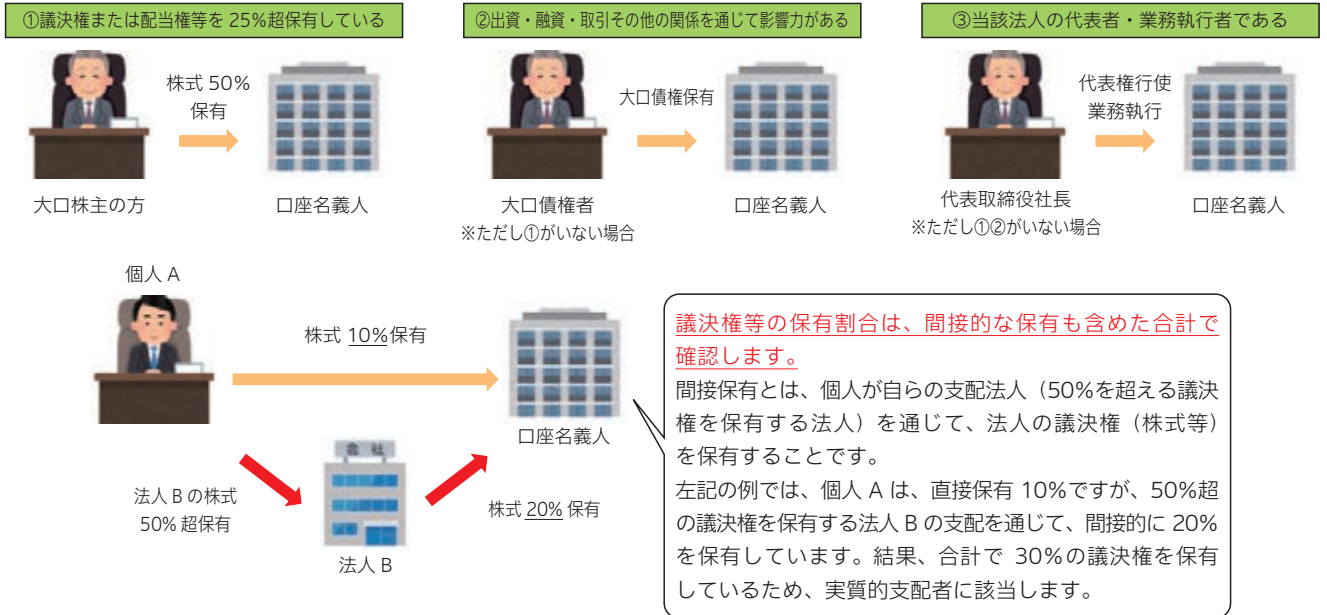 ①議決権または配当権等を 25%超保有している
株式 50%
保有
大口株主の方
口座名義人
②出資・融資・取引その他の関係を通じて影響力がある
大口債権保有
大口債権者
※ただし①がいない場合
口座名義人
③当該法人の代表者・業務執行者である
代表権行使
業務執行
代表取締役社長
※ただし①②がいない場合
口座名義人
個人 A
株式 10%保有
口座名義人
法人 B の株式
50% 超保有
会 社
法人 B
株式 20% 保有
議決権等の保有割合は、間接的な保有も含めた合計で
確認します。
間接保有とは、個人が自らの支配法人（50%を超える議決
権を保有する法人）を通じて、法人の議決権（株式等）
を保有することです。
左記の例では、個人 A は、直接保有 10%ですが、50%超
の議決権を保有する法人 B の支配を通じて、間接的に 20%
を保有しています。結果、合計で 30%の議決権を保有
しているため、実質的支配者に該当します。